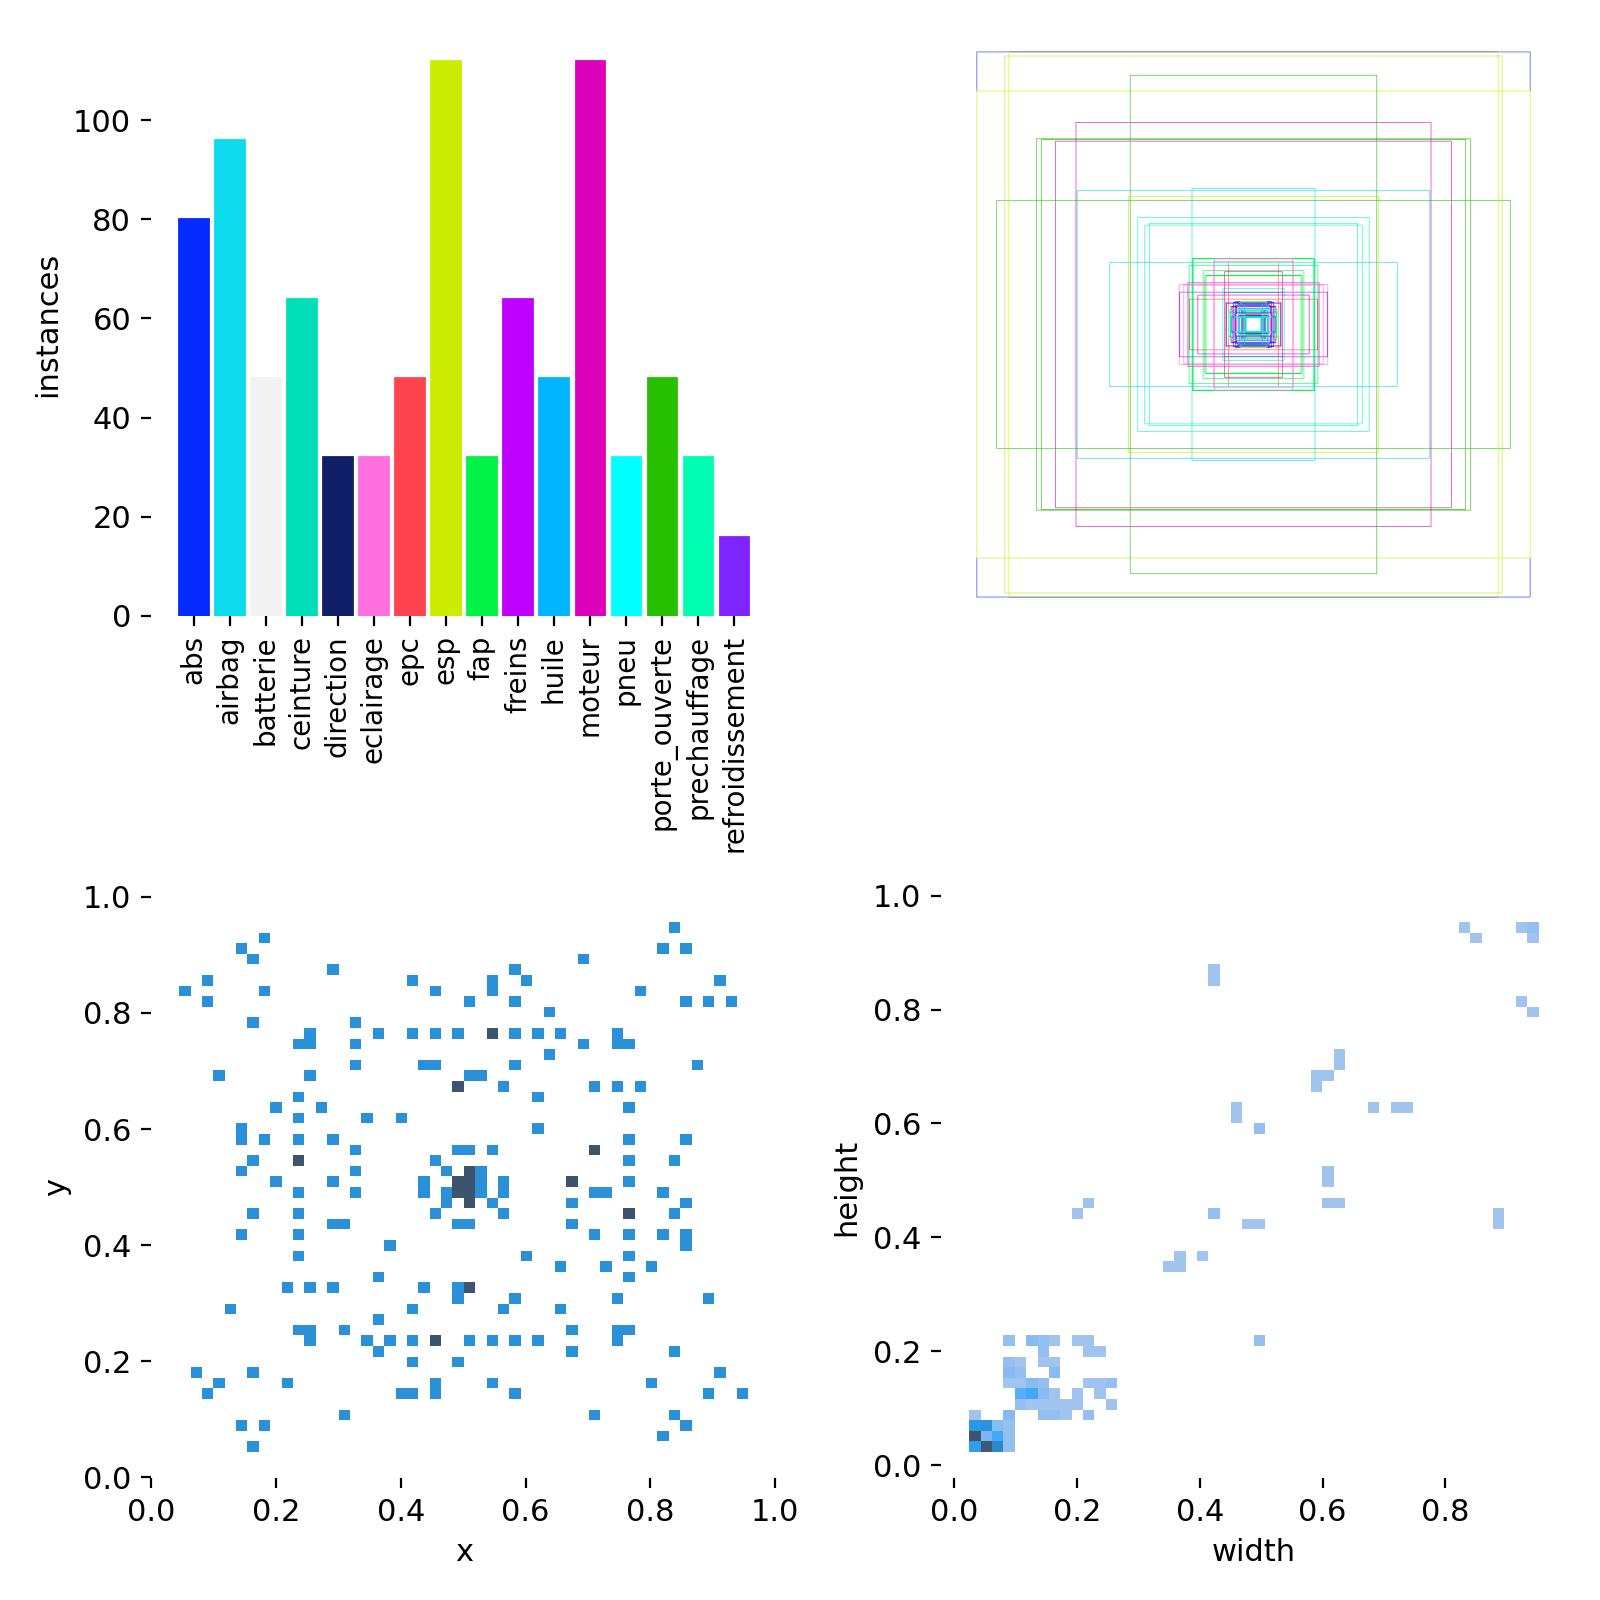 100
80
60
40
20
0
instances
abs
airbag
batterie
ceinture
direction
eclairage
epc
esp
fap
freins
huile
moteur
pneu
porte_ouverte
prechauffage
refroidissement
1.0
0.8
0.6
0.4
0.2
0.0
y
0.0 0.2 0.4 0.6 0.8 1.0
x
1.0
0.8
0.6
0.4
0.2
0.0
height
0.0 0.2 0.4 0.6 0.8
width